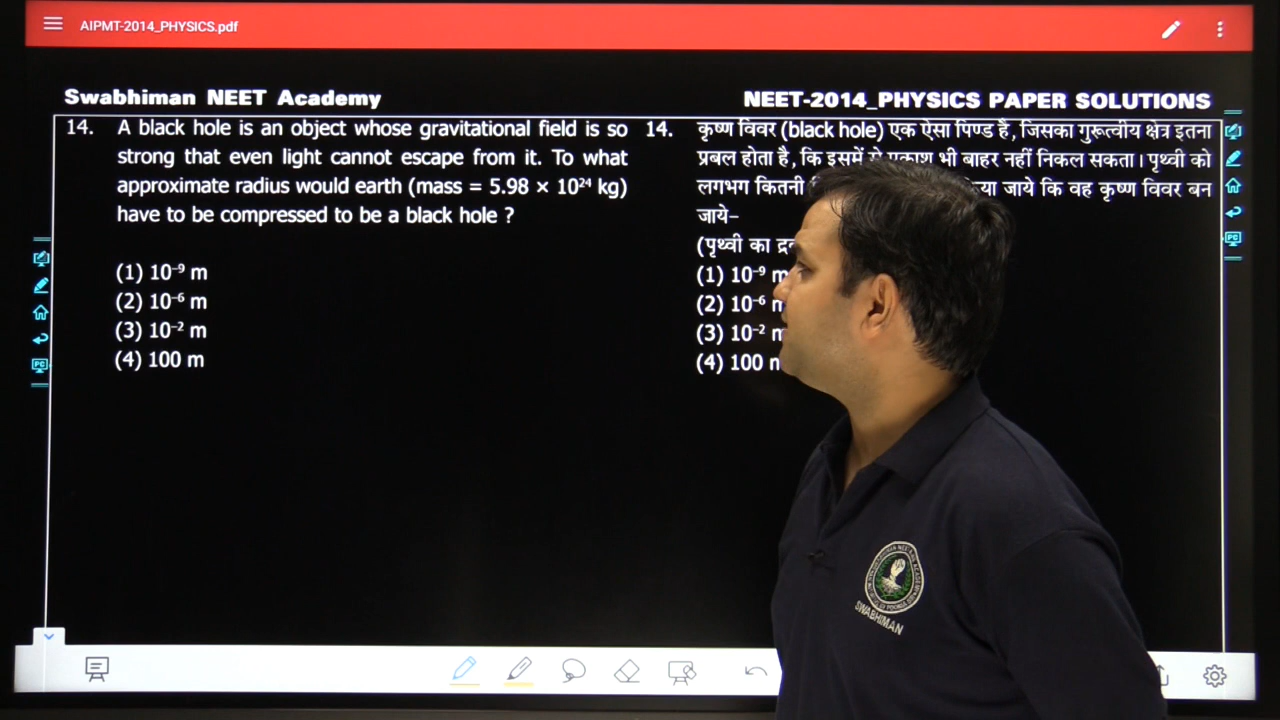 AIPMT-2014_PHYSICS.pdf
Swabhiman NEET Academy
NEET-2014_PHYSICS PAPER SOLUTIONS
14. A black hole is an object whose gravitational field is so
strong that even light cannot escape from it. To what
approximate radius would earth (mass = 5.98 × 10²⁴ kg)
have to be compressed to be a black hole ?
(1) 10⁻⁹ m
(2) 10⁻⁶ m
(3) 10⁻² m
(4) 100 m
14. कृष्ण विवर (black hole) एक ऐसा पिण्ड है, जिसका गुरूत्वीय क्षेत्र इतना
प्रबल होता है, कि इसमें से प्रकाश भी बाहर नहीं निकल सकता। पृथ्वी को
लगभग कितनी जाये कि वह कृष्ण विवर बन
जाये–
(पृथ्वी का
(1) 10⁻⁹ m
(2) 10⁻⁶ m
(3) 10⁻² m
(4) 100 m
PC
PC
SWABHIMAN